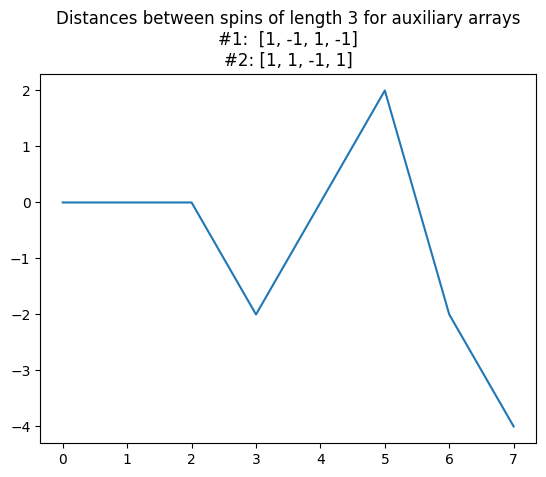 Distances between spins of length 3 for auxiliary arrays
#1:  [1, -1, 1, -1]
#2: [1, 1, -1, 1]
2
1
0
−1
−2
−3
−4
0 1 2 3 4 5 6 7